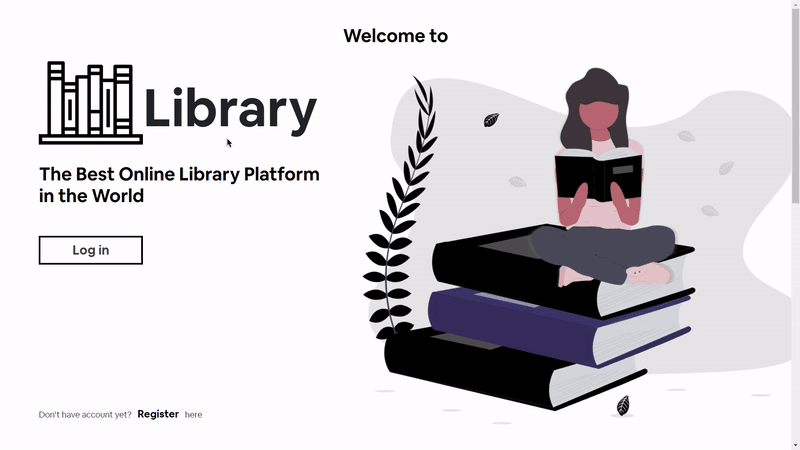 Welcome to
Library
The Best Online Library Platform
in the World
Log in
Don't have account yet? Register here